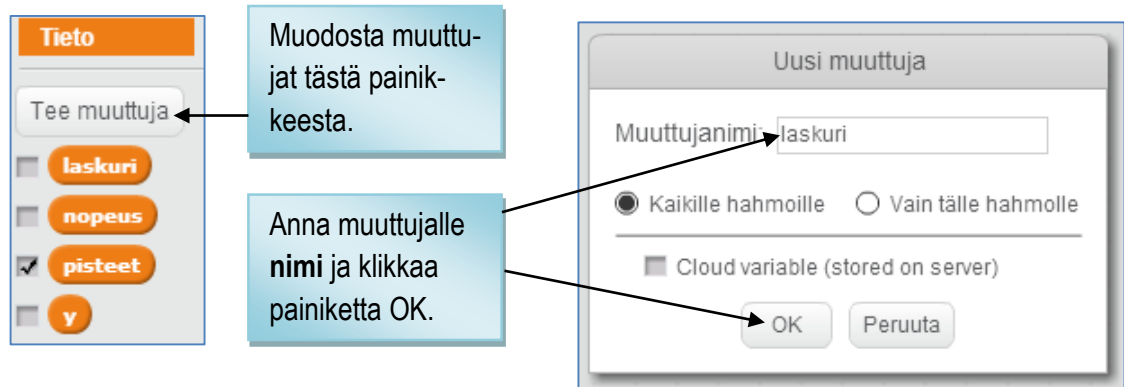 Tieto
Tee muuttuja
laskuri
nopeus
pisteet
y
Muodosta muuttu-
jat tästä painik-
keesta.
Anna muuttujalle
nimi ja klikkaa
painiketta OK.
Uusi muuttuja
Muuttujanimi: laskuri
Kaikille hahmoille Vain tälle hahmolle
Cloud variable (stored on server)
OK Peruuta